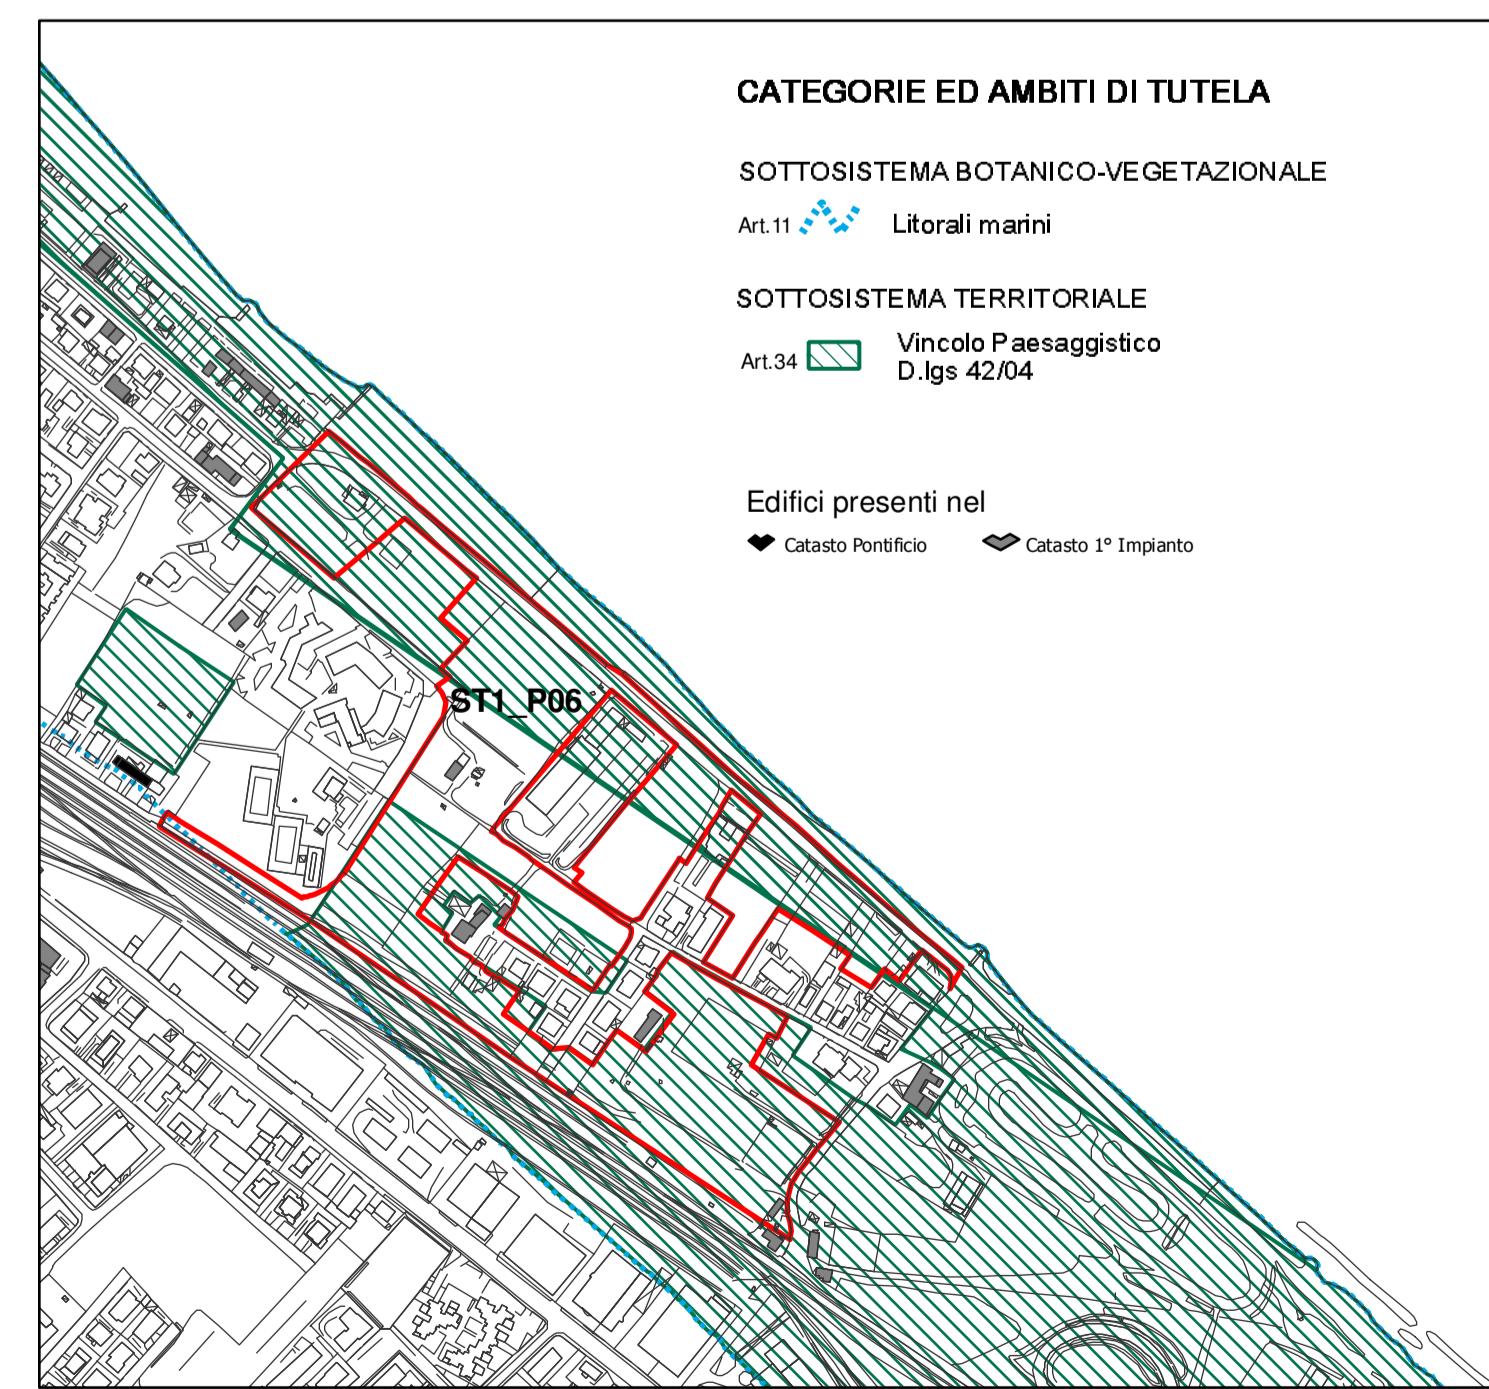 CATEGORIE ED AMBITI DI TUTELA
SOTTOSISTEMA BOTANICO-VEGETAZIONALE
Art.11 Litorali marini
SOTTOSISTEMA TERRITORIALE
Art.34 Vincolo Paesaggistico
D.lgs 42/04
Edifici presenti nel
Catasto Pontificio Catasto 1° Impianto
ST1_P06